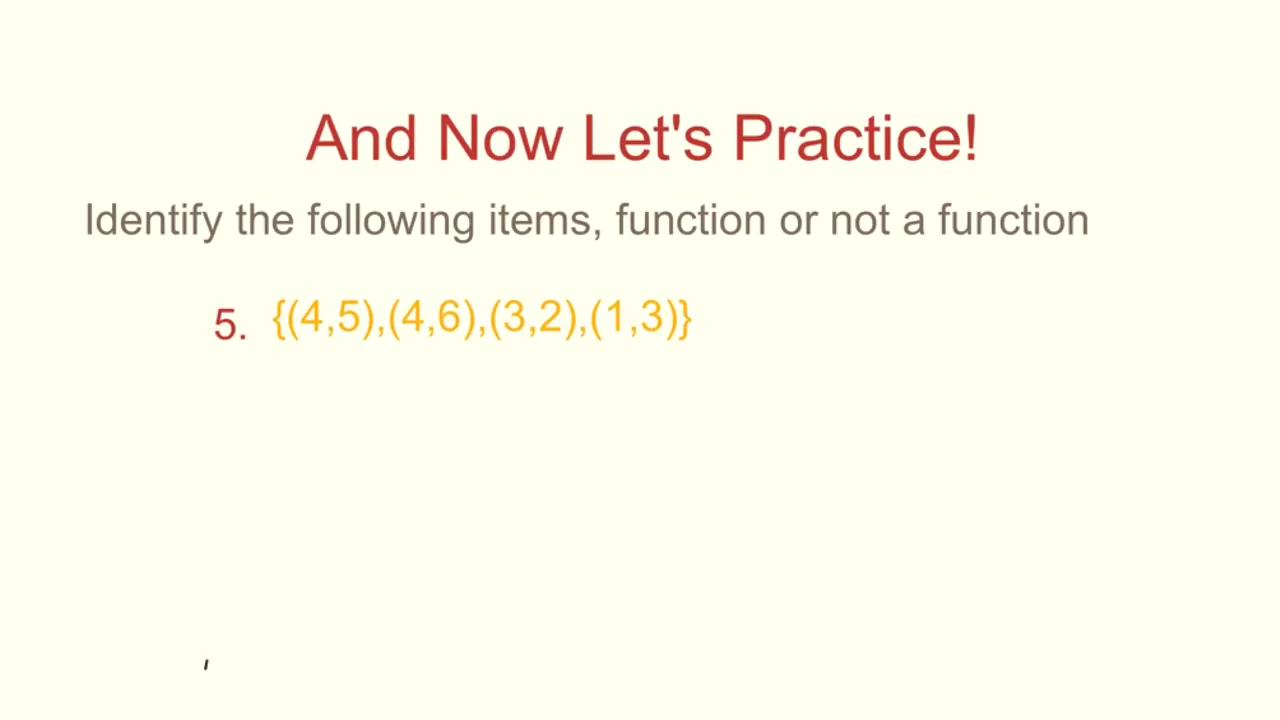 And Now Let's Practice!
Identify the following items, function or not a function
5. {(4,5),(4,6),(3,2),(1,3)}